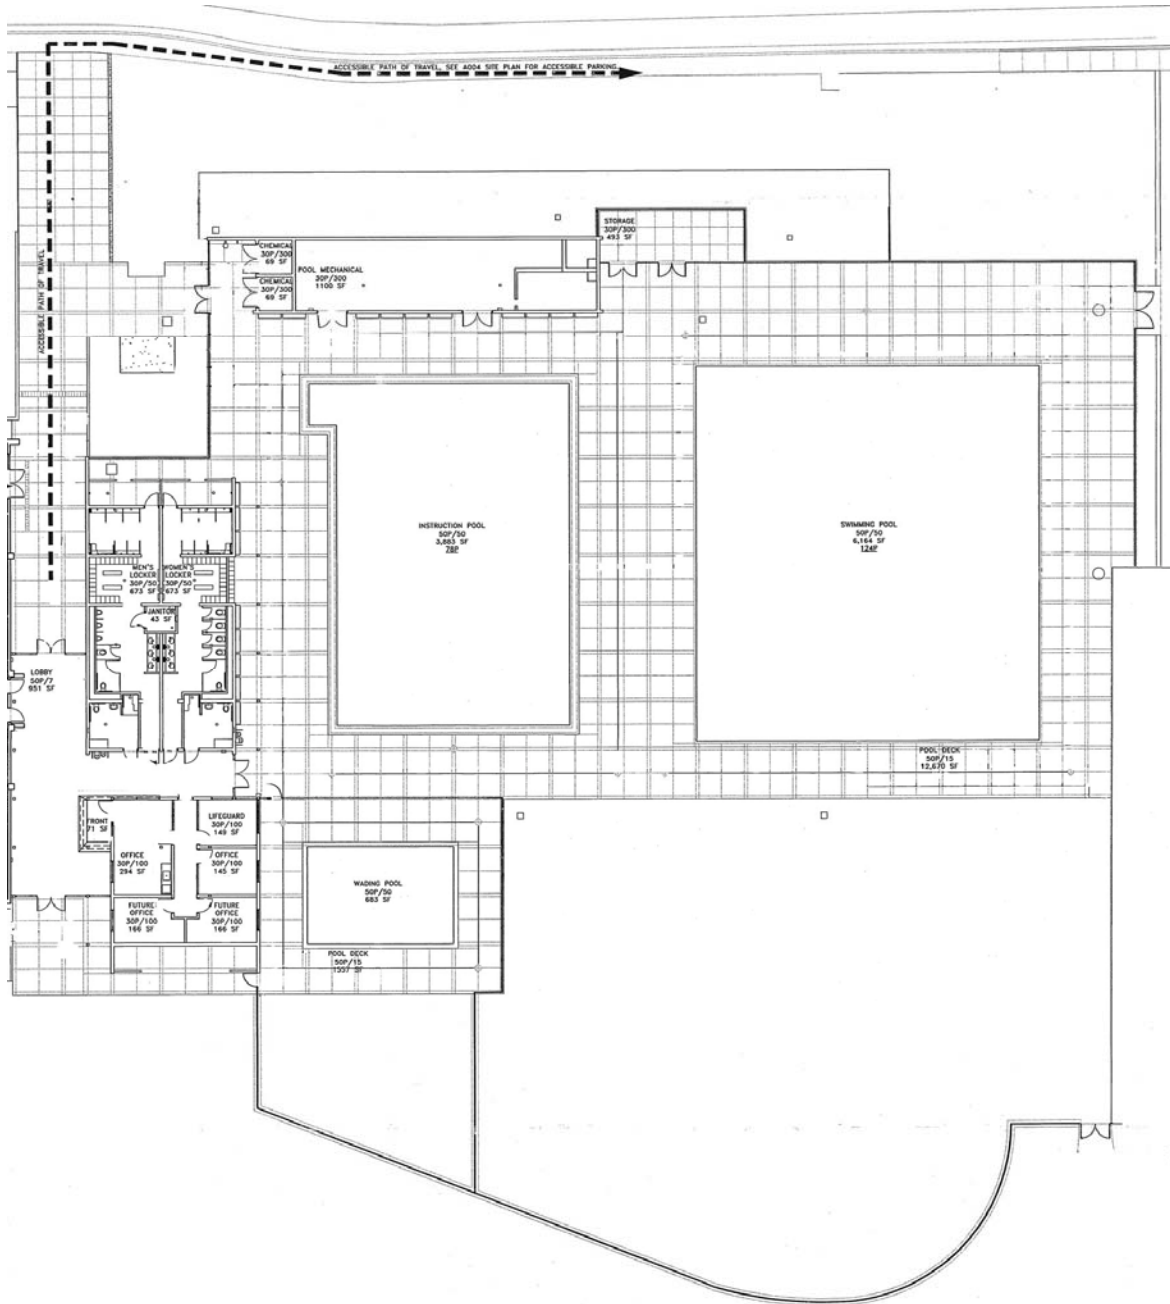 ACCESSIBLE PATH OF TRAVEL, SEE A004 SITE PLAN FOR ACCESSIBLE PARKING.
ACCESSIBLE PATH OF TRAVEL
STORAGE
30P/300
493 SF
CHEMICAL
30P/300
69 SF
CHEMICAL
30P/300
69 SF
POOL MECHANICAL
30P/300
1100 SF
INSTRUCTION POOL
50P/50
3,883 SF
78P
SWIMMING POOL
50P/50
6,164 SF
124P
MEN'S
LOCKER
30P/50
673 SF
WOMEN'S
LOCKER
30P/50
673 SF
JANITOR
43 SF
LOBBY
50P/7
951 SF
POOL DECK
50P/15
12,670 SF
FRONT
71 SF
LIFEGUARD
30P/100
149 SF
OFFICE
30P/100
294 SF
OFFICE
30P/100
145 SF
WADING POOL
50P/50
683 SF
FUTURE
OFFICE
30P/100
166 SF
FUTURE
OFFICE
30P/100
166 SF
POOL DECK
50P/15